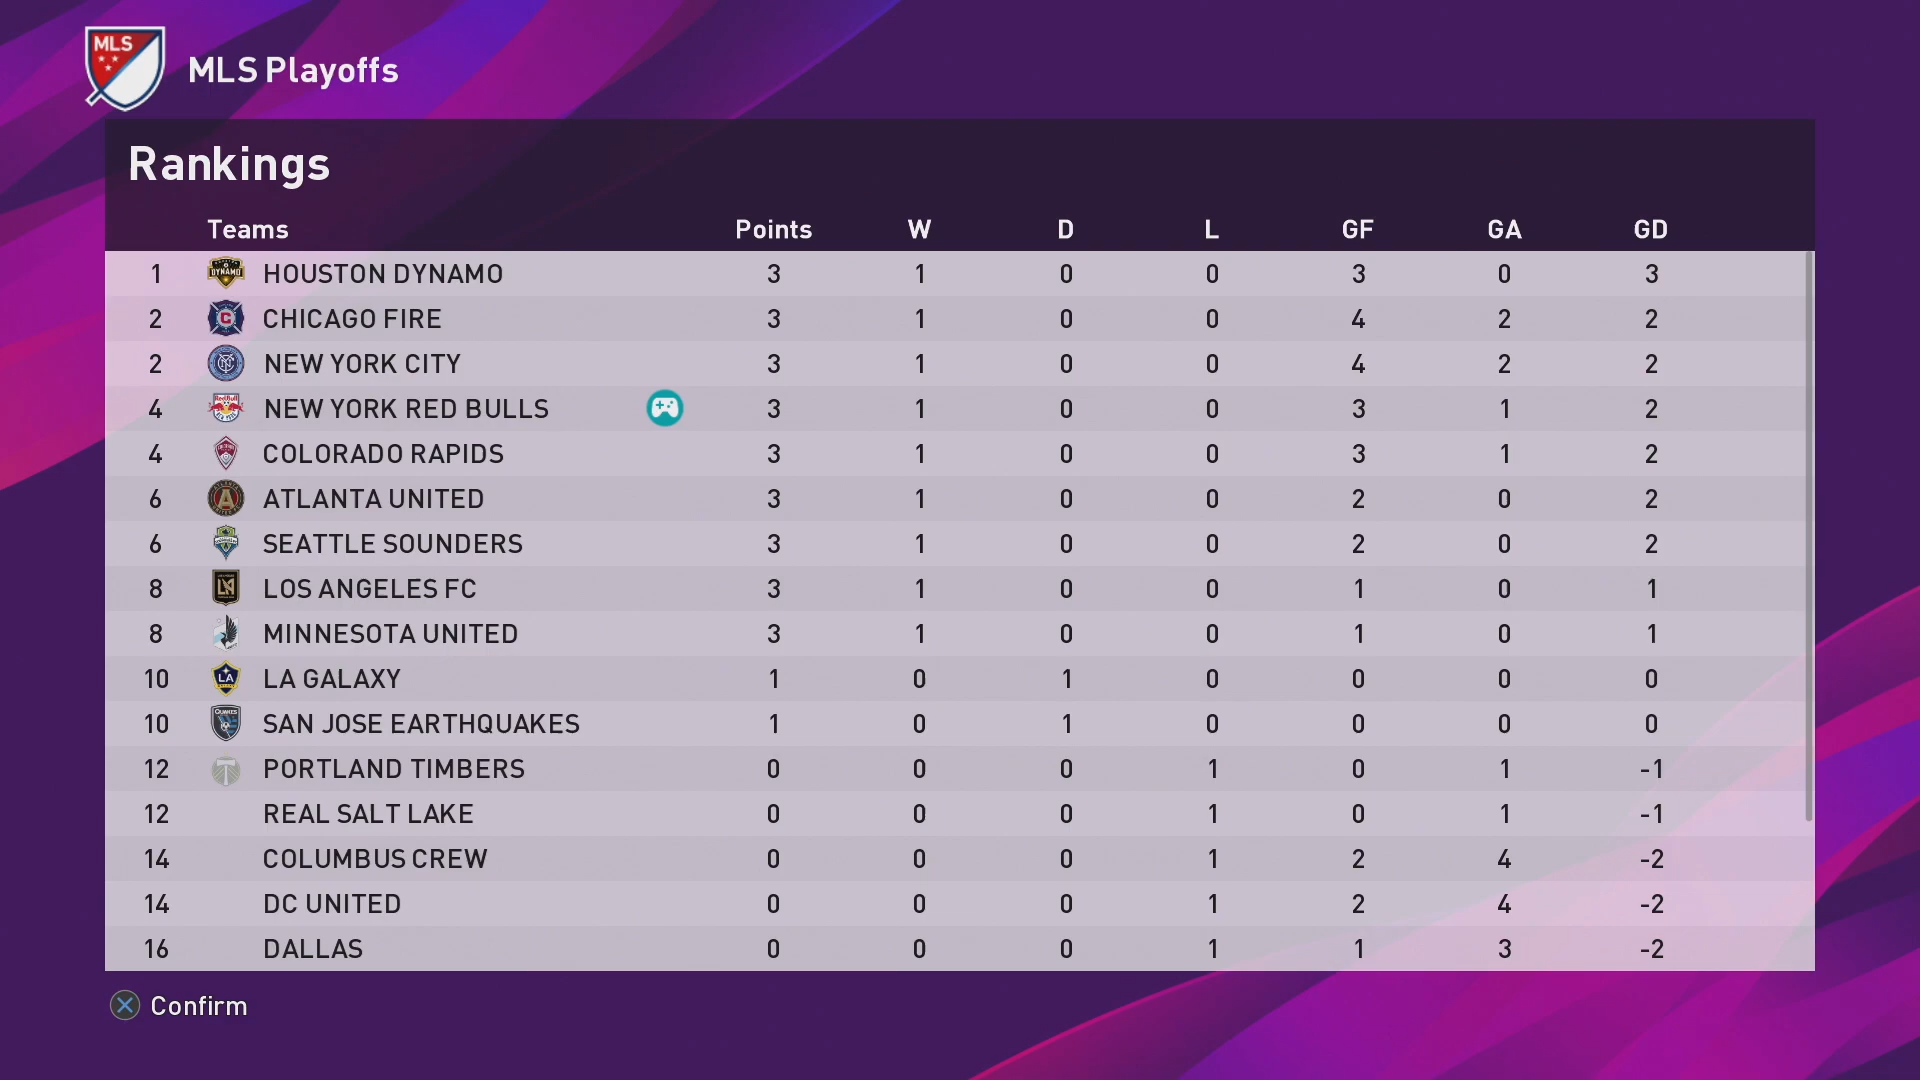 MLS
MLS Playoffs
Rankings
Teams Points W D L GF GA GD
1 DYNAMO HOUSTON DYNAMO 3 1 0 0 3 0 3
2 C CHICAGO FIRE 3 1 0 0 4 2 2
2 NEW YORK CITY 3 1 0 0 4 2 2
4 RedBull NEW YORK RED BULLS 3 1 0 0 3 1 2
4 COLORADO RAPIDS 3 1 0 0 3 1 2
6 A ATLANTA UNITED 3 1 0 0 2 0 2
6 SEATTLE SOUNDERS 3 1 0 0 2 0 2
8 LOS ANGELES FC 3 1 0 0 1 0 1
8 MINNESOTA UNITED 3 1 0 0 1 0 1
10 LA LA GALAXY 1 0 1 0 0 0 0
10 QUAKES SAN JOSE EARTHQUAKES 1 0 1 0 0 0 0
12 PORTLAND TIMBERS 0 0 0 1 0 1 -1
12 REAL SALT LAKE 0 0 0 1 0 1 -1
14 COLUMBUS CREW 0 0 0 1 2 4 -2
14 DC UNITED 0 0 0 1 2 4 -2
16 DALLAS 0 0 0 1 1 3 -2
Confirm